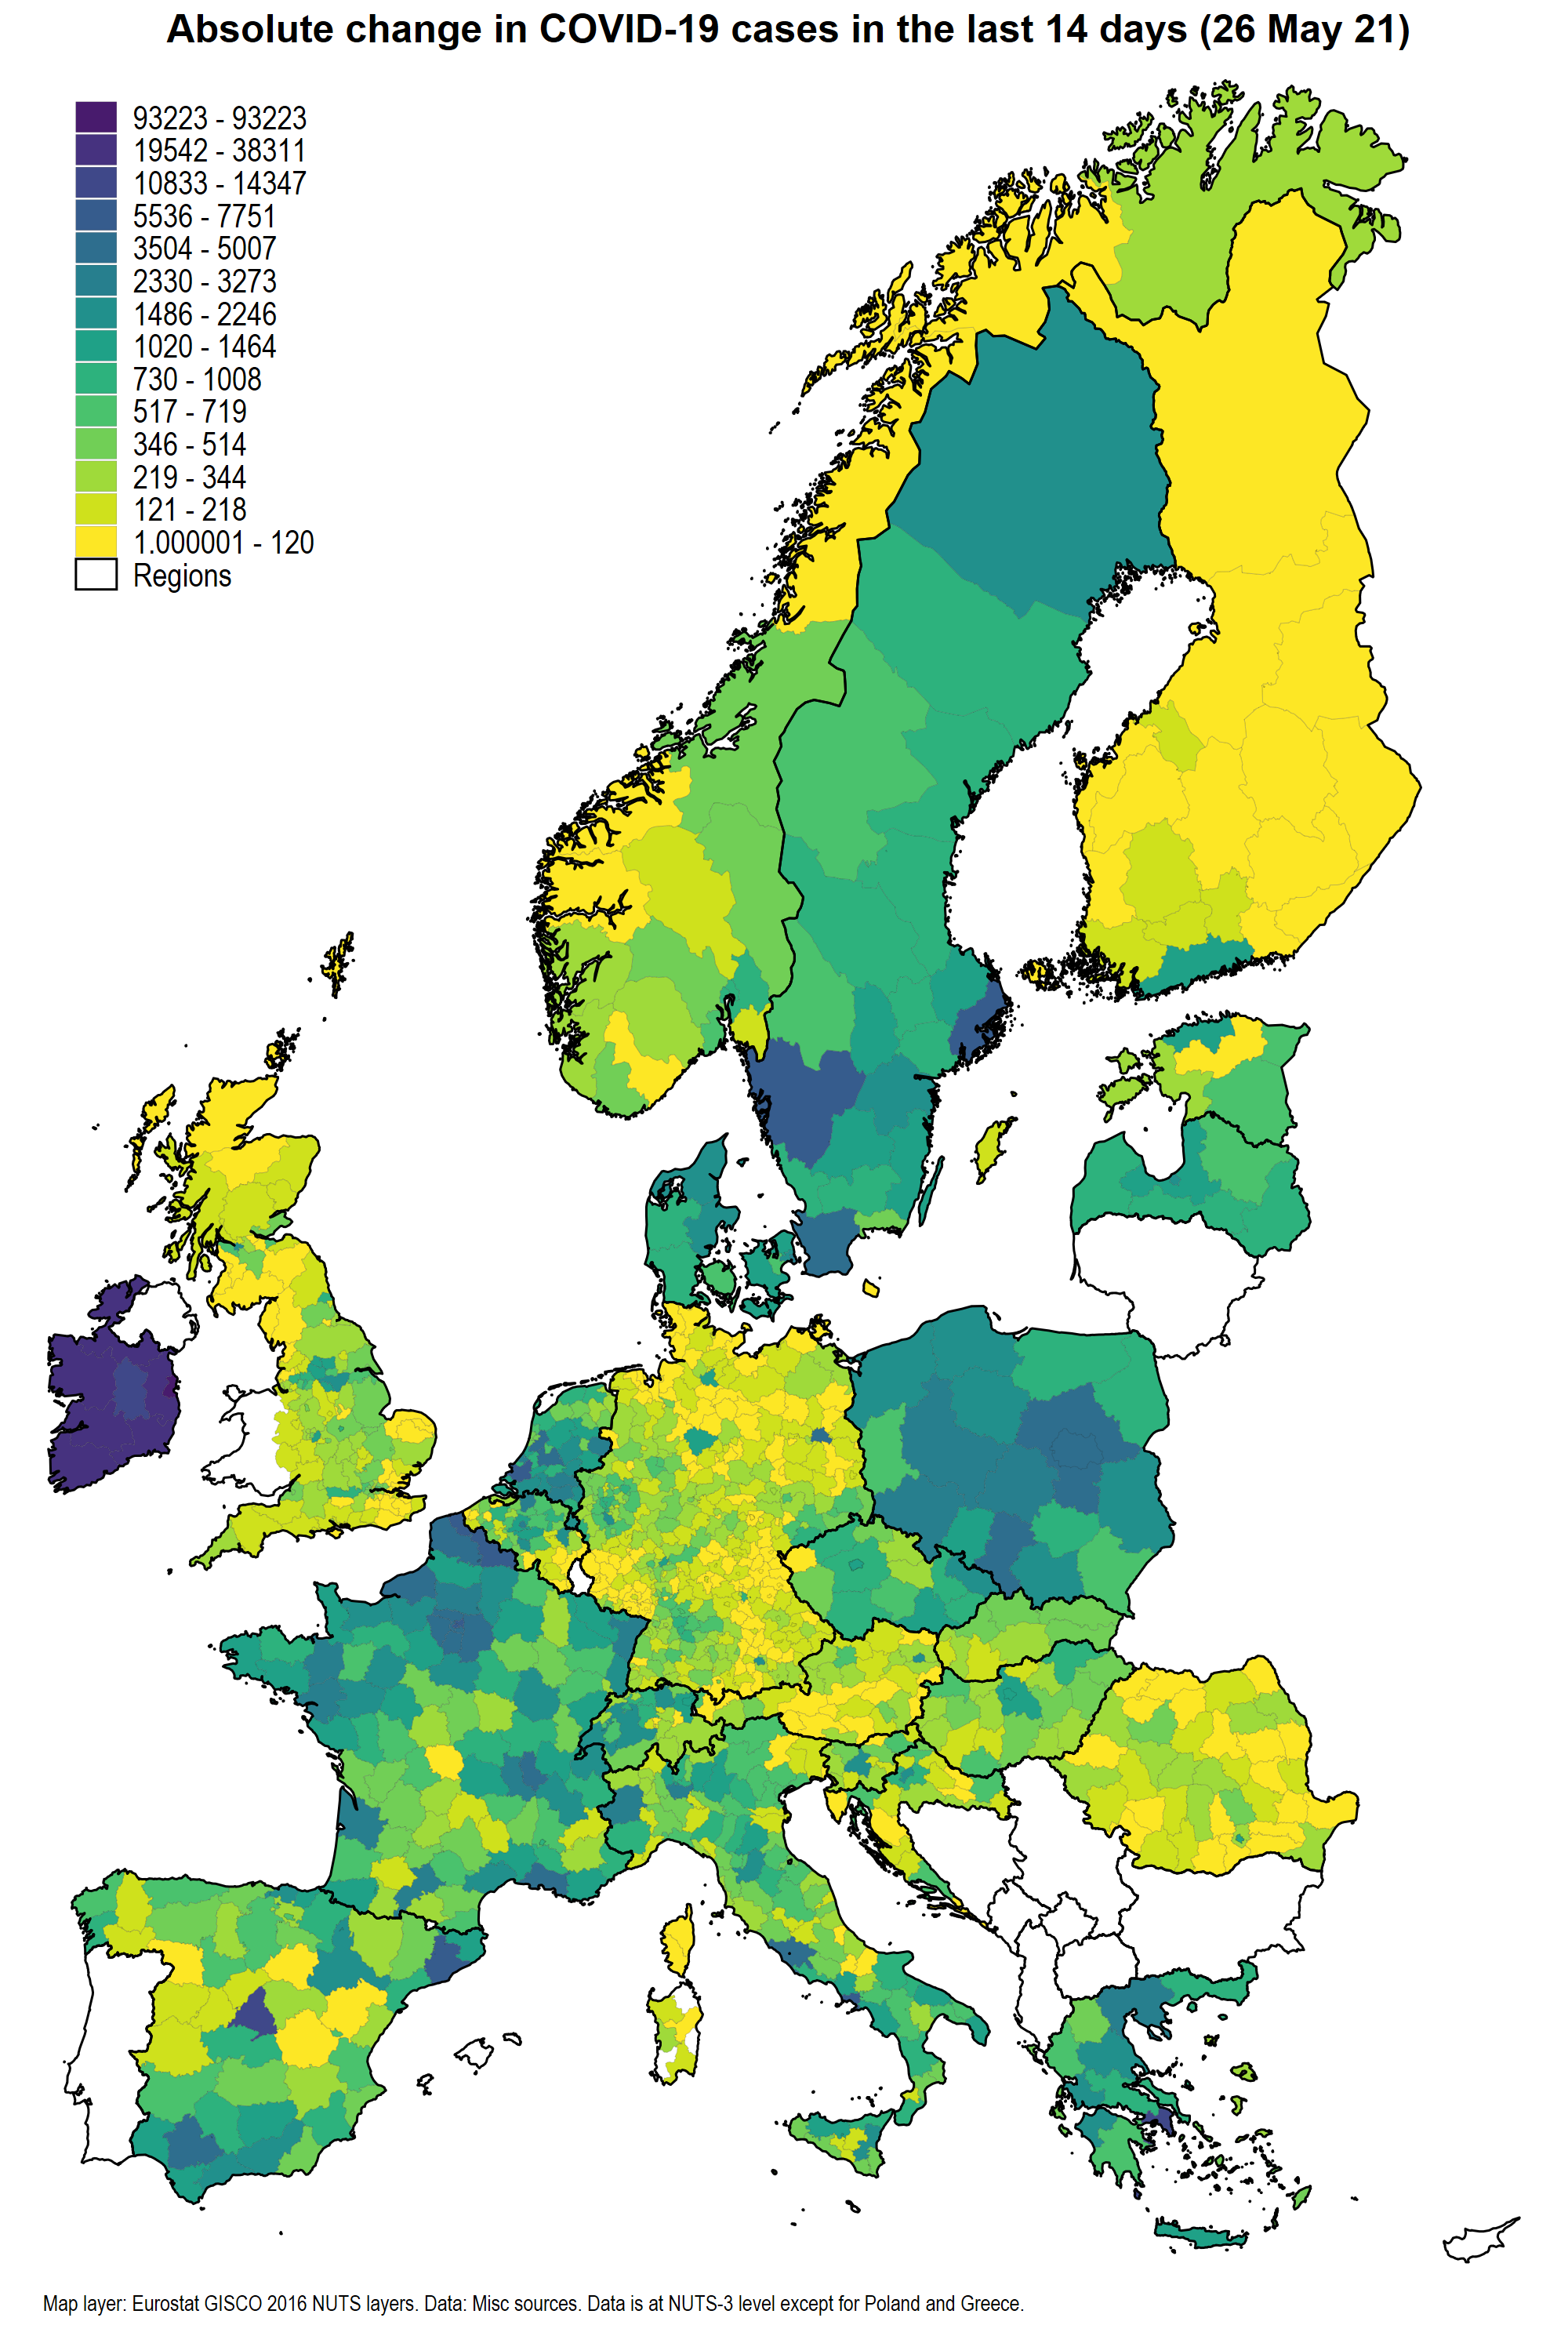 Absolute change in COVID-19 cases in the last 14 days (26 May 21)
93223 - 93223
19542 - 38311
10833 - 14347
5536 - 7751
3504 - 5007
2330 - 3273
1486 - 2246
1020 - 1464
730 - 1008
517 - 719
346 - 514
219 - 344
121 - 218
1.000001 - 120
Regions
Map layer: Eurostat GISCO 2016 NUTS layers. Data: Misc sources. Data is at NUTS-3 level except for Poland and Greece.